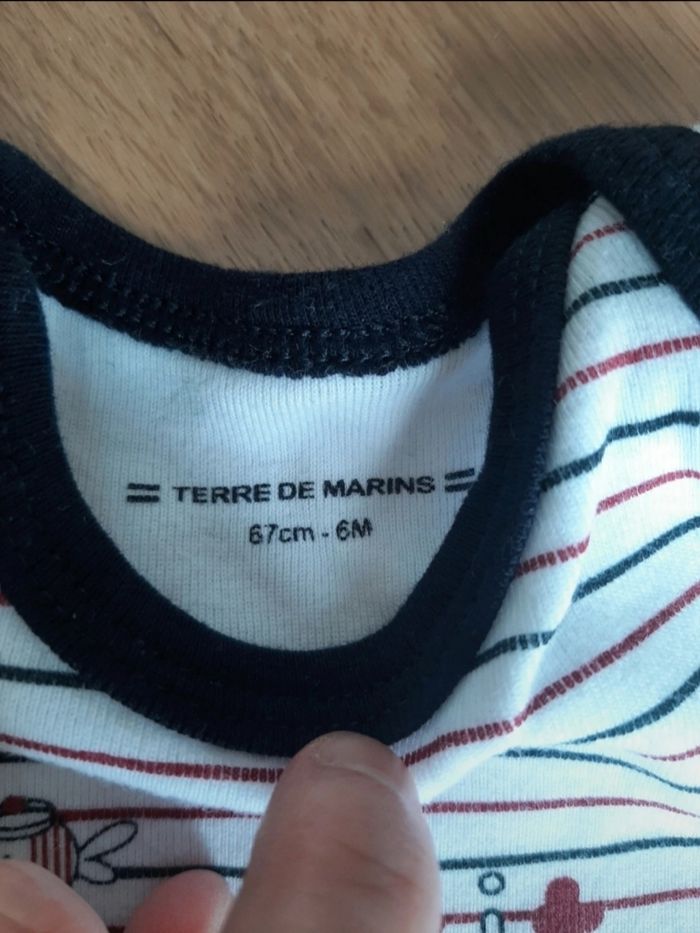 = TERRE DE MARINS =
67cm - 6M